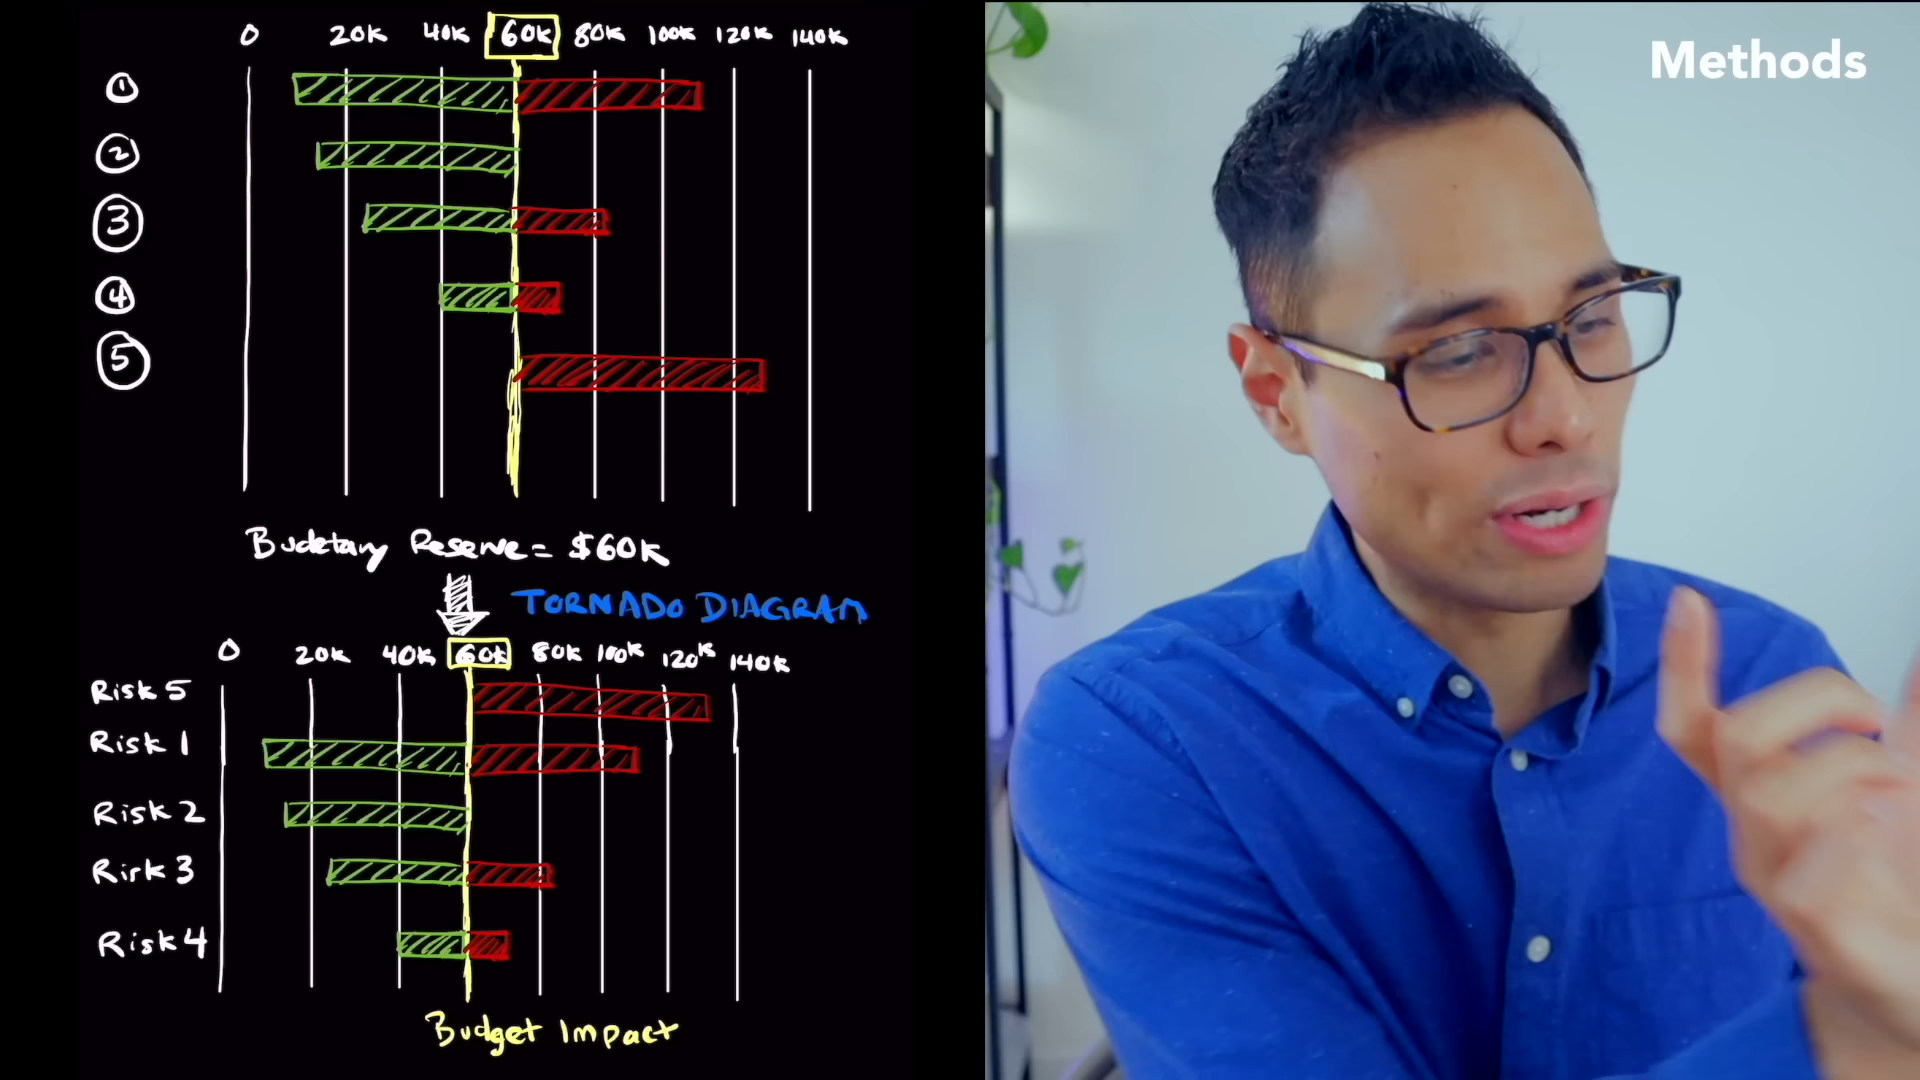 Methods
0 20k 40k 60k 80k 100k 120k 140k
1
2
3
4
5
Budetary Reserve = $60k
TORNADO DIAGRAM
0 20k 40k 60k 80k 100k 120k 140k
Risk 5
Risk 1
Risk 2
Rirk 3
Risk 4
Budget Impact